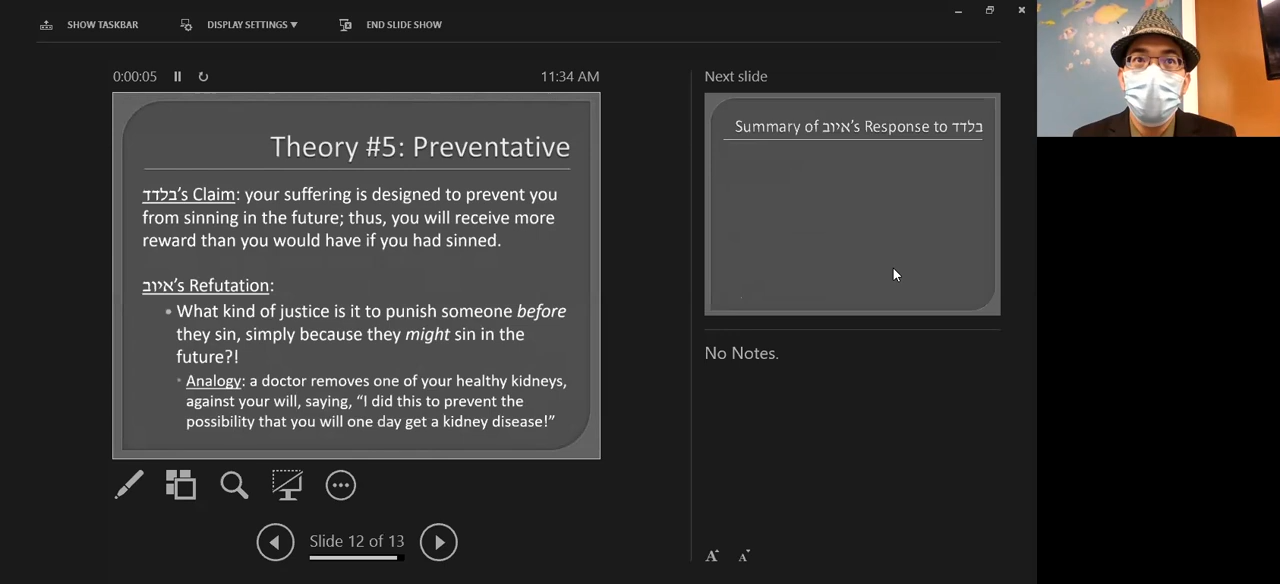 SHOW TASKBAR
DISPLAY SETTINGS
END SLIDE SHOW
0:00:05
11:34 AM
Theory #5: Preventative
בלדד’s Claim: your suffering is designed to prevent you
from sinning in the future; thus, you will receive more
reward than you would have if you had sinned.
איוב’s Refutation:
What kind of justice is it to punish someone before
they sin, simply because they might sin in the
future?!
Analogy: a doctor removes one of your healthy kidneys,
against your will, saying, “I did this to prevent the
possibility that you will one day get a kidney disease!”
Slide 12 of 13
Next slide
Summary of איוב’s Response to בלדד
No Notes.
A A